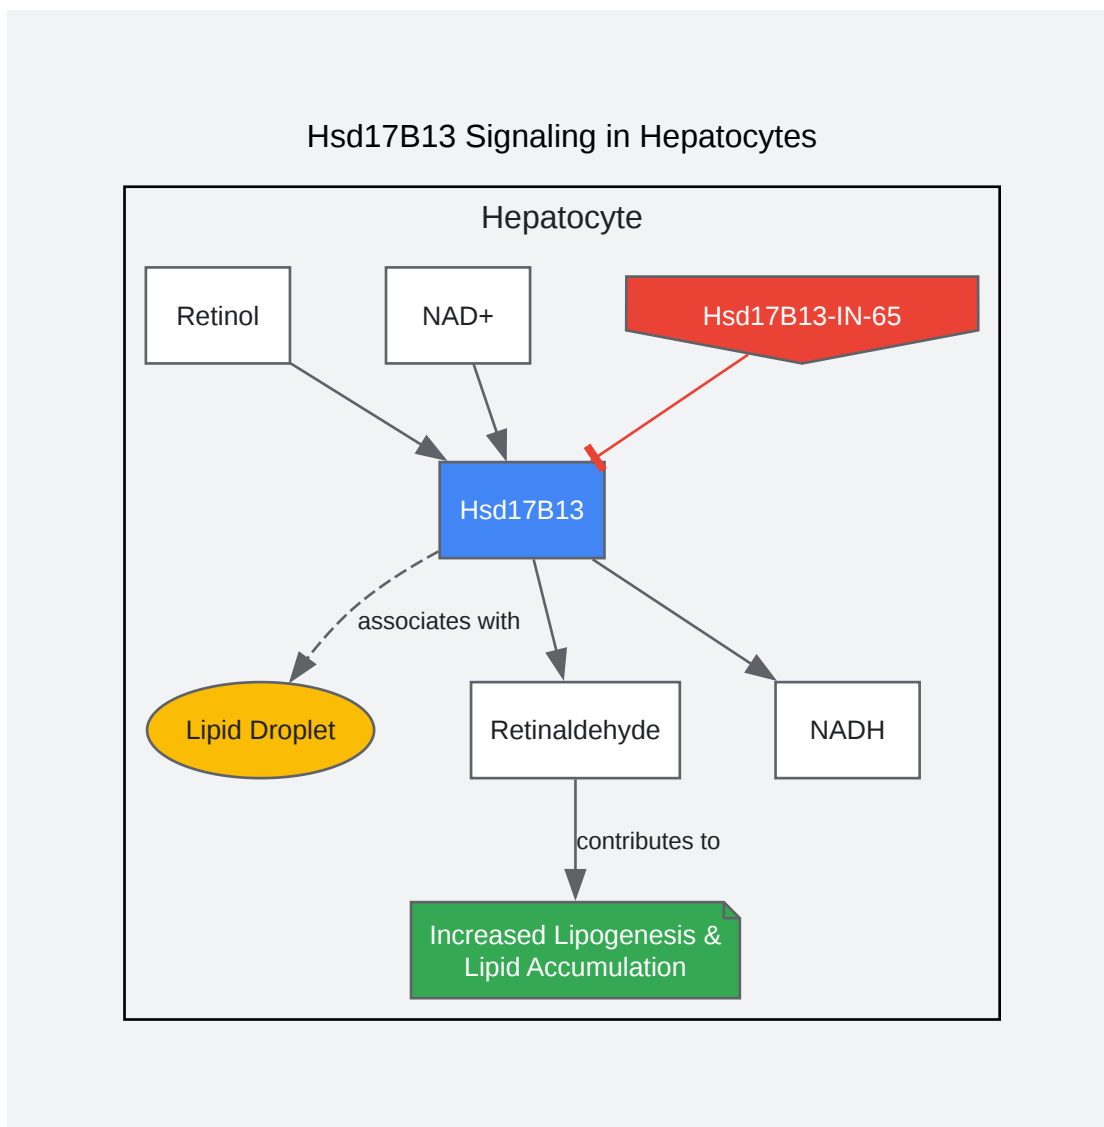 Hsd17B13 Signaling in Hepatocytes
Hepatocyte
Retinol
NAD+
Hsd17B13-IN-65
Hsd17B13
associates with
Lipid Droplet
Retinaldehyde
NADH
contributes to
Increased Lipogenesis &
Lipid Accumulation